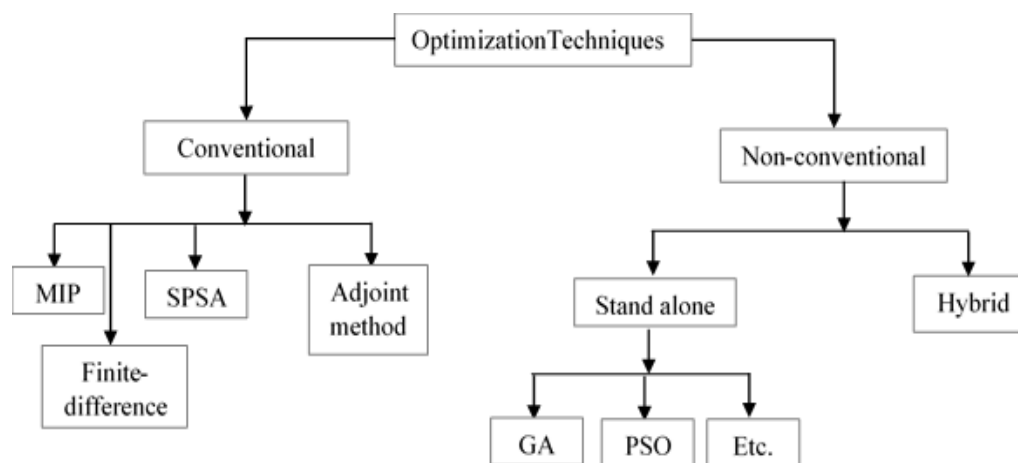 OptimizationTechniques
Conventional
Non-conventional
MIP
SPSA
Adjoint
method
Finite-
difference
Stand alone
Hybrid
GA
PSO
Etc.